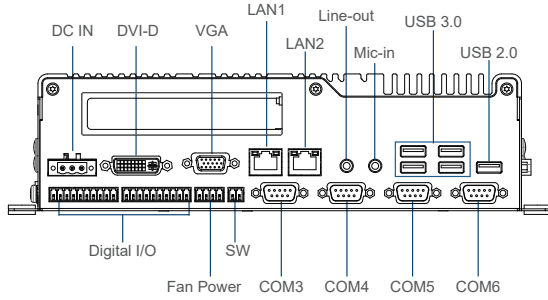 LAN1
Line-out
USB 3.0
DC IN
DVI-D
VGA
LAN2
Mic-in
USB 2.0
Digital I/O
SW
Fan Power
COM3
COM4
COM5
COM6